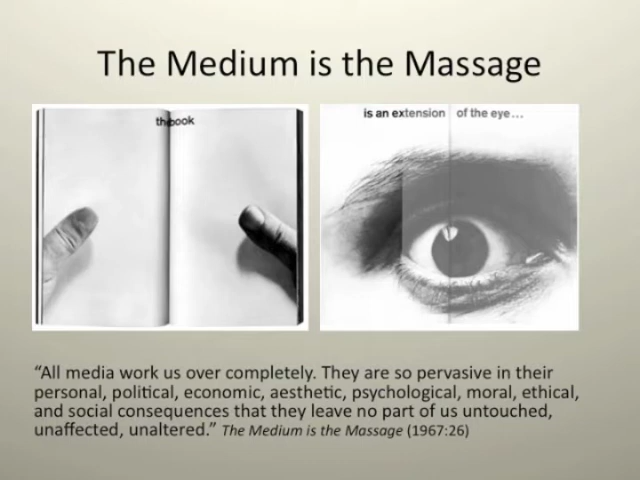 The Medium is the Massage
the book
is an extension of the eye...
“All media work us over completely. They are so pervasive in their
personal, political, economic, aesthetic, psychological, moral, ethical,
and social consequences that they leave no part of us untouched,
unaffected, unaltered.” The Medium is the Massage (1967:26)